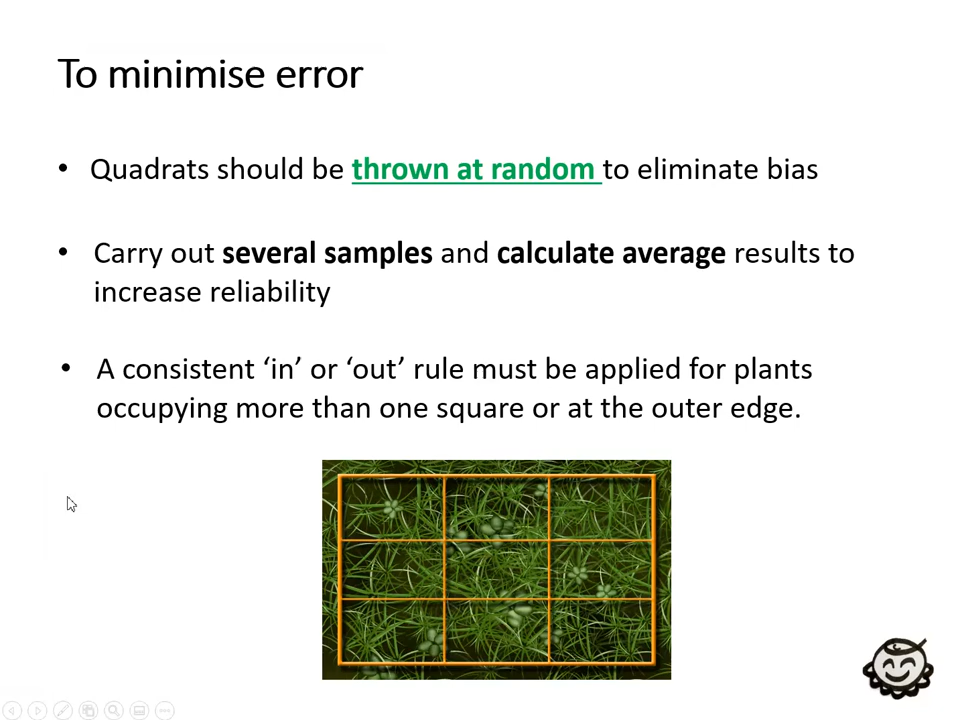 To minimise error
• Quadrats should be thrown at random to eliminate bias
• Carry out several samples and calculate average results to
increase reliability
• A consistent ‘in’ or ‘out’ rule must be applied for plants
occupying more than one square or at the outer edge.